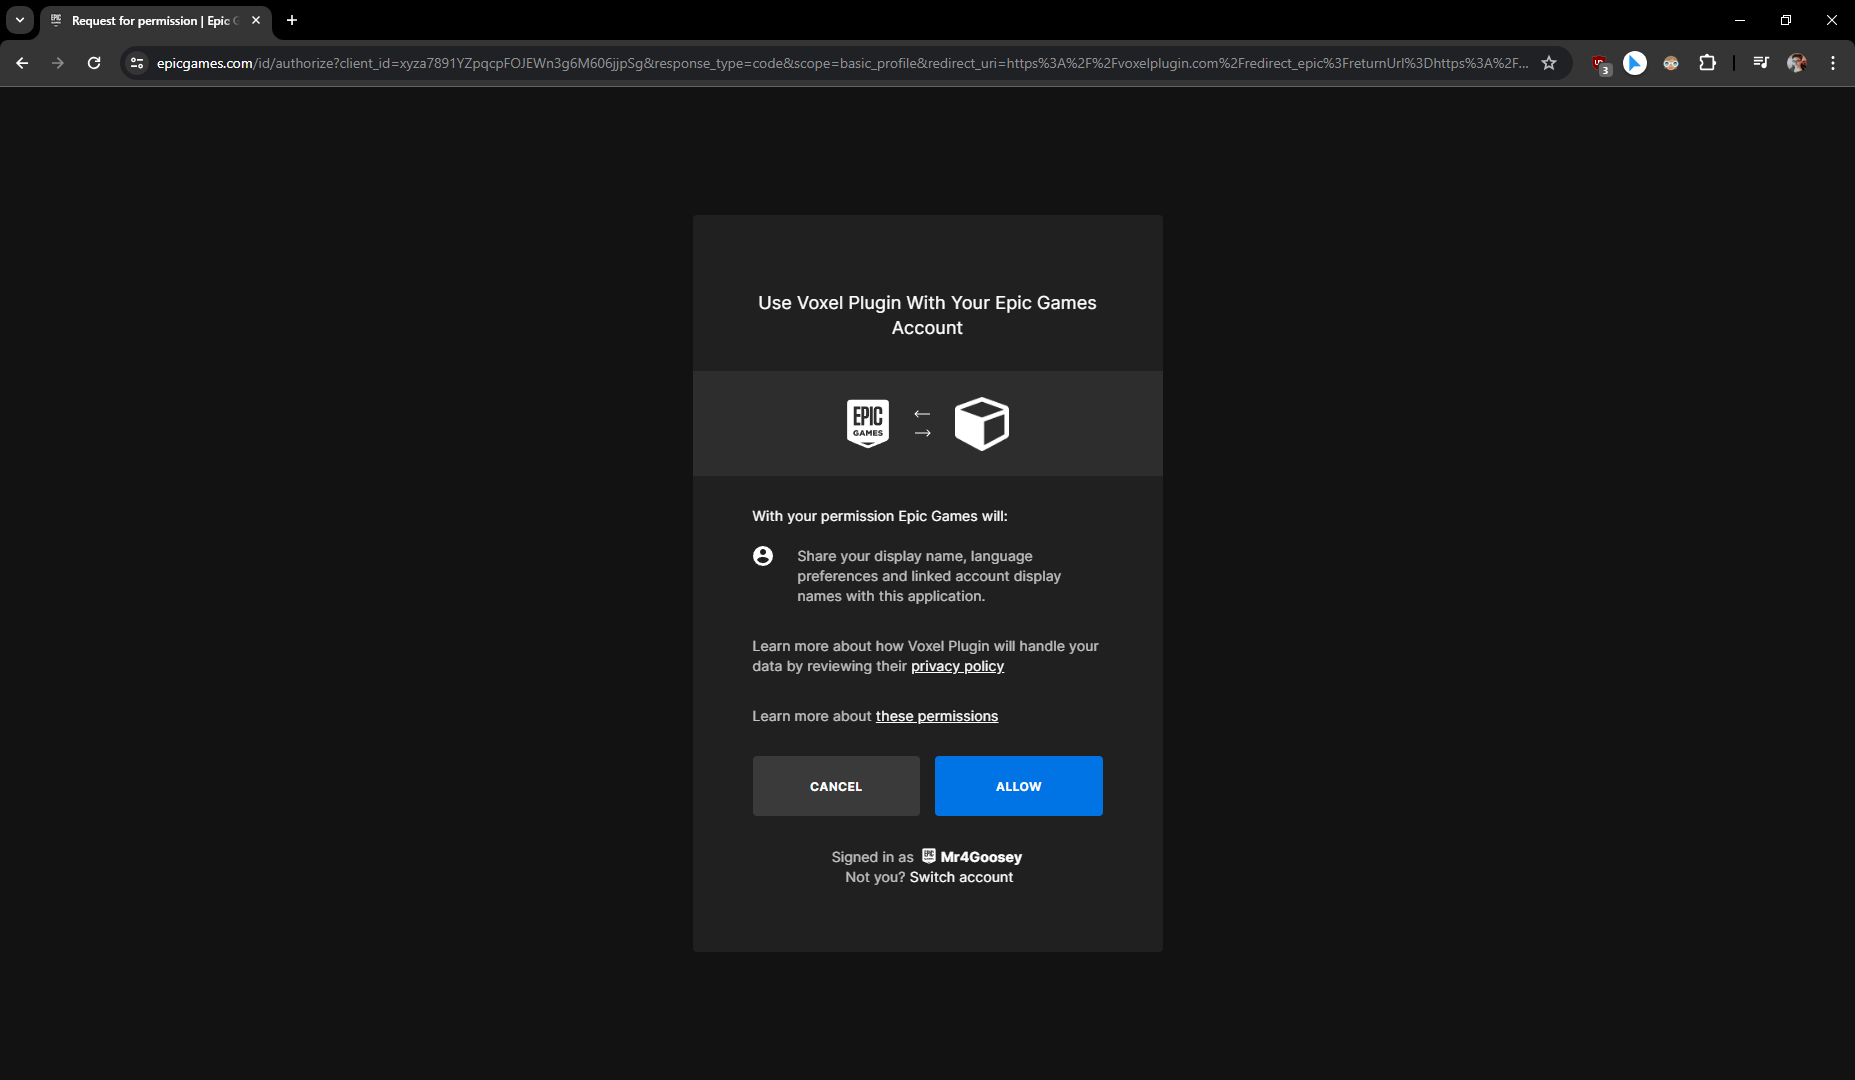 Request for permission | Epic G
epicgames.com/id/authorize?client_id=xyza7891YZpqcpFOJEWn3g6M606jjpSg&response_type=code&scope=basic_profile&redirect_uri=https%3A%2F%2Fvoxelplugin.com%2Fredirect_epic%3FreturnUrl%3Dhttps%3A%2F...
3
Use Voxel Plugin With Your Epic Games
Account
EPIC
GAMES
With your permission Epic Games will:
Share your display name, language
preferences and linked account display
names with this application.
Learn more about how Voxel Plugin will handle your
data by reviewing their privacy policy
Learn more about these permissions
CANCEL
ALLOW
Signed in as Mr4Goosey
Not you? Switch account